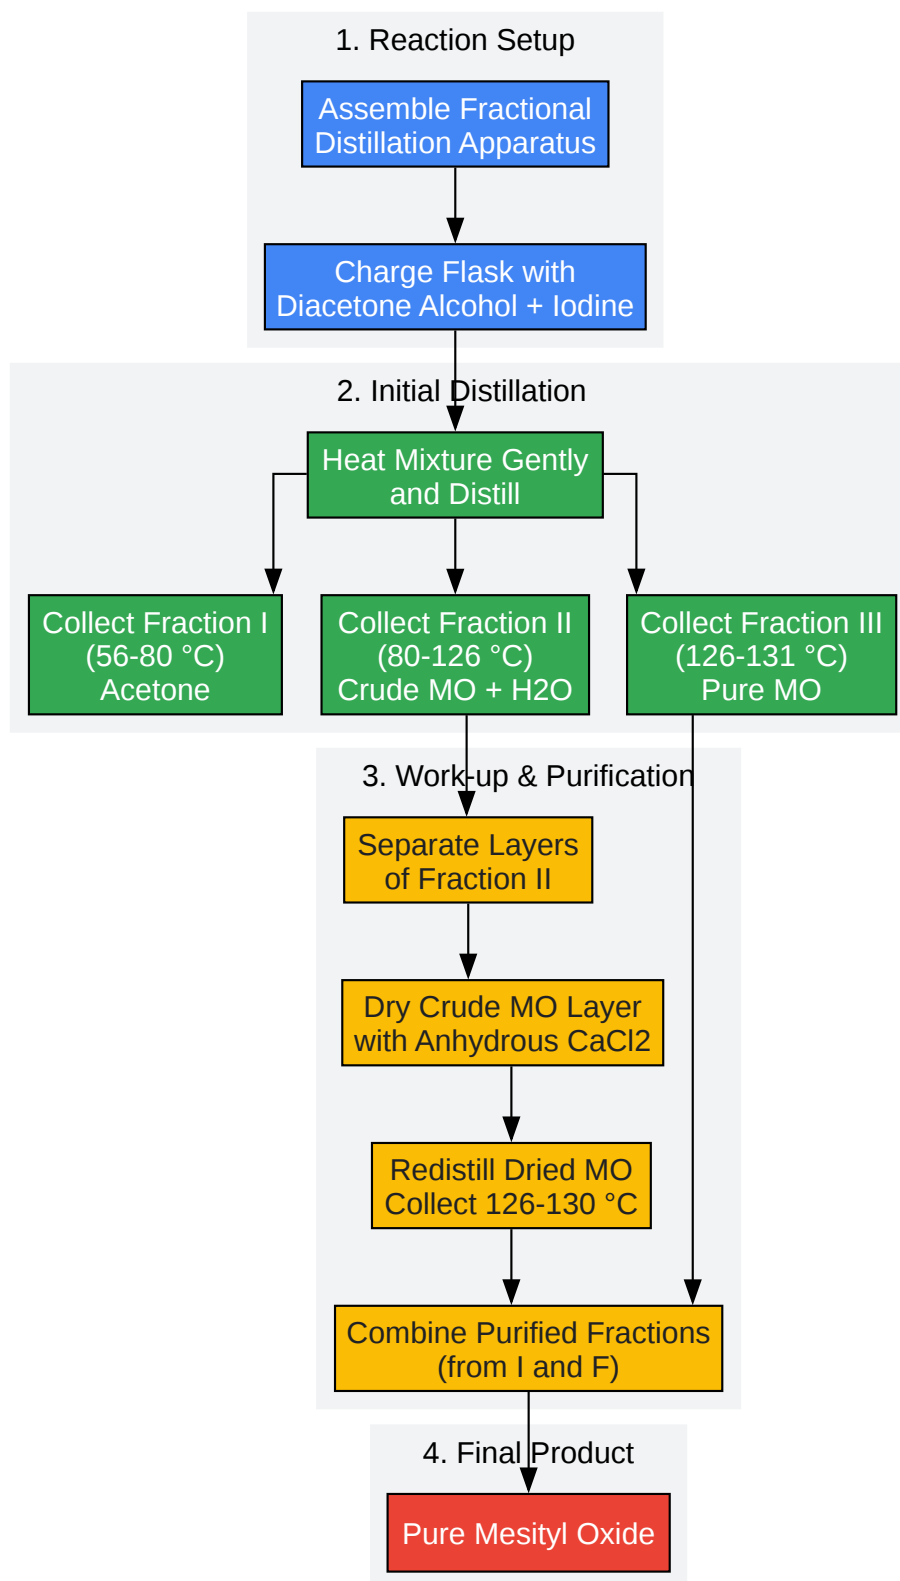 1. Reaction Setup
Assemble Fractional
Distillation Apparatus
Charge Flask with
Diacetone Alcohol + Iodine
2. Initial Distillation
Heat Mixture Gently
and Distill
Collect Fraction I
(56-80 °C)
Acetone
Collect Fraction II
(80-126 °C)
Crude MO + H2O
Collect Fraction III
(126-131 °C)
Pure MO
3. Work-up & Purification
Separate Layers
of Fraction II
Dry Crude MO Layer
with Anhydrous CaCl2
Redistill Dried MO
Collect 126-130 °C
Combine Purified Fractions
(from I and F)
4. Final Product
Pure Mesityl Oxide